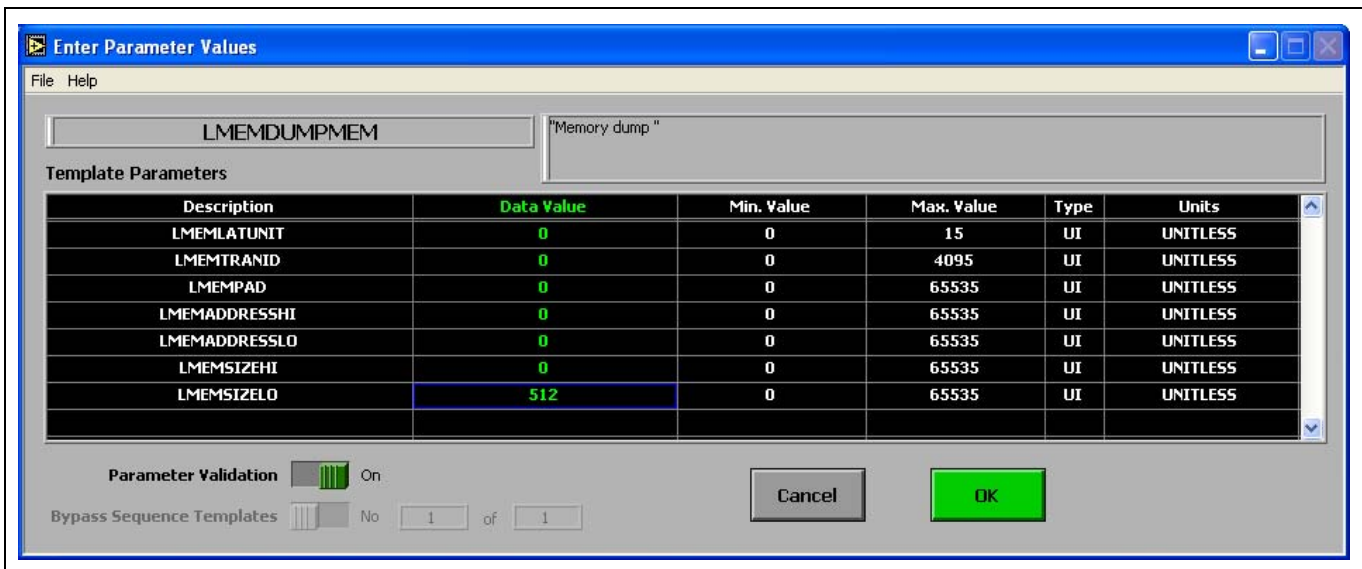 Enter Parameter Values
File Help
LMEMDUMPMEM
"Memory dump "
Template Parameters
Description Data Value Min. Value Max. Value Type Units
LMEMLATUNIT 0 0 15 UI UNITLESS
LMEMTRANID 0 0 4095 UI UNITLESS
LMEMPAD 0 0 65535 UI UNITLESS
LMEMADDRESSHI 0 0 65535 UI UNITLESS
LMEMADDRESSLO 0 0 65535 UI UNITLESS
LMEMSIZEHI 0 0 65535 UI UNITLESS
LMEMSIZELO 512 0 65535 UI UNITLESS
Parameter Validation On
Cancel OK
Bypass Sequence Templates No 1 of 1